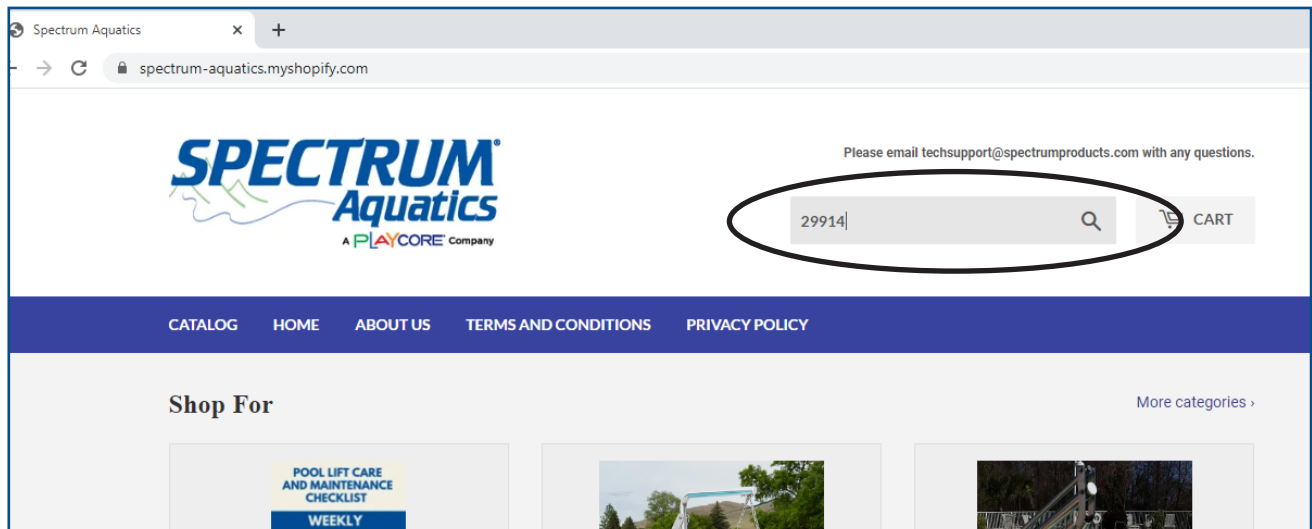 Spectrum Aquatics
spectrum-aquatics.myshopify.com
SPECTRUM®
Aquatics
A PLAYCORE® Company
Please email techsupport@spectrumproducts.com with any questions.
29914
CART
CATALOG HOME ABOUT US TERMS AND CONDITIONS PRIVACY POLICY
Shop For
More categories ›
POOL LIFT CARE
AND MAINTENANCE
CHECKLIST
WEEKLY